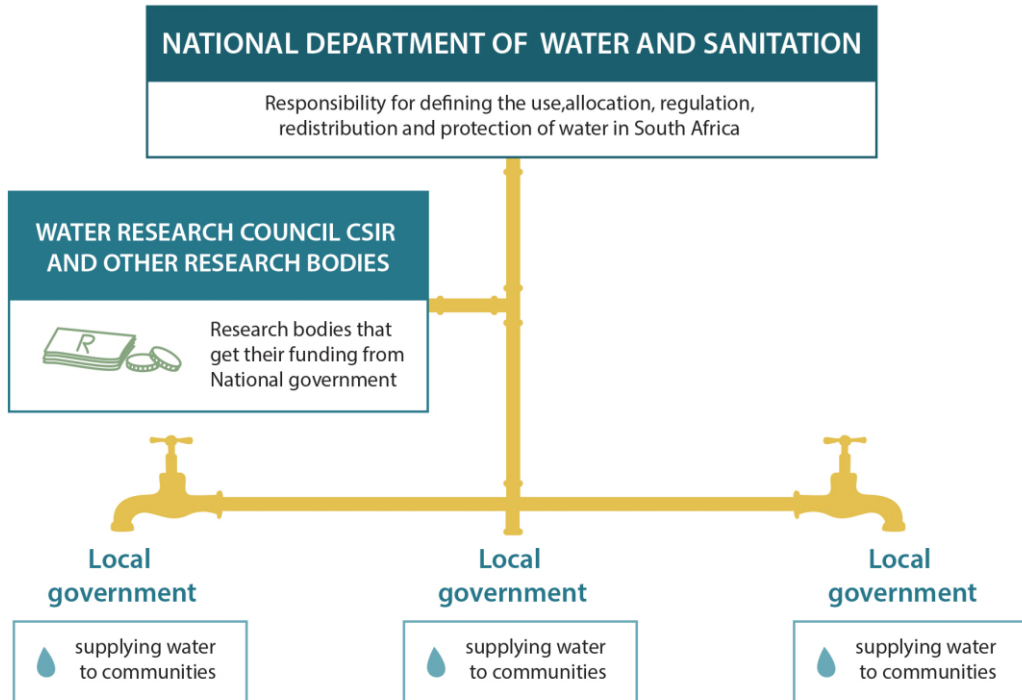 NATIONAL DEPARTMENT OF WATER AND SANITATION
Responsibility for defining the use,allocation, regulation,
redistribution and protection of water in South Africa
WATER RESEARCH COUNCIL CSIR
AND OTHER RESEARCH BODIES
R
Research bodies that
get their funding from
National government
Local
government
supplying water
to communities
Local
government
supplying water
to communities
Local
government
supplying water
to communities